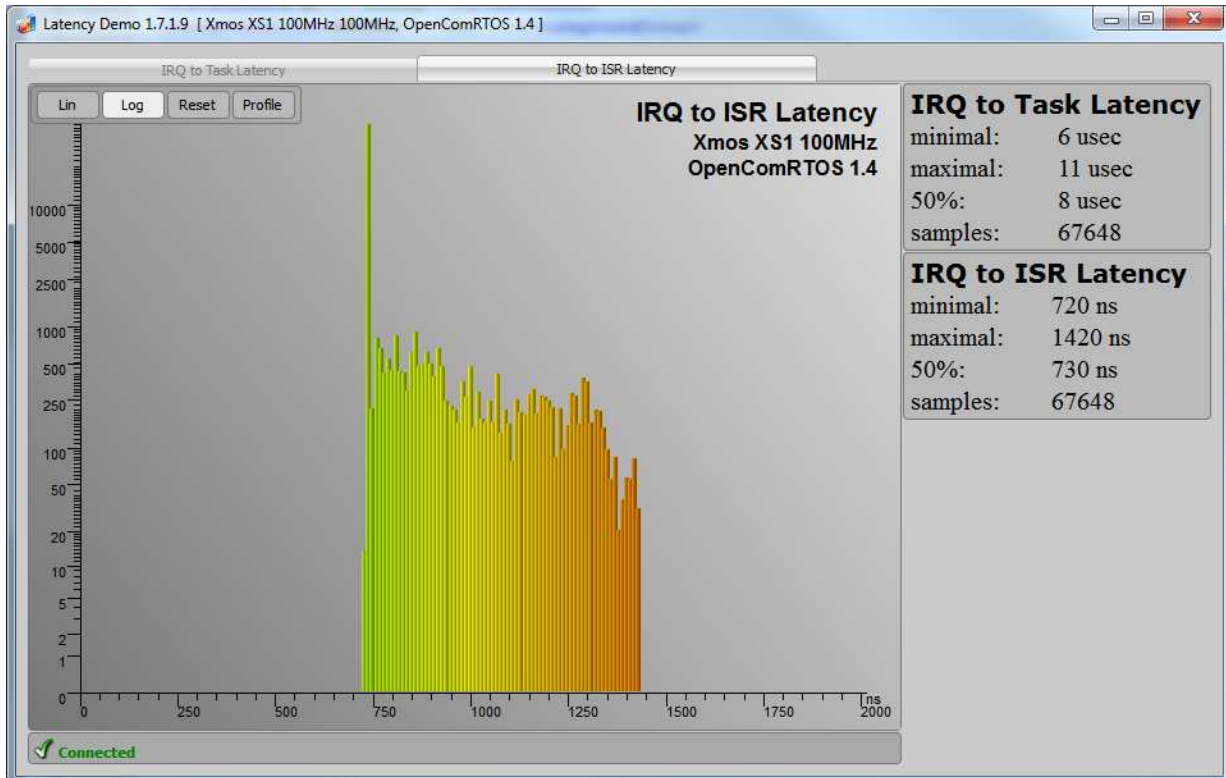 Latency Demo 1.7.1.9 [ Xmos XS1 100MHz 100MHz, OpenComRTOS 1.4 ]
IRQ to Task Latency
IRQ to ISR Latency
Lin Log Reset Profile
IRQ to ISR Latency
Xmos XS1 100MHz
OpenComRTOS 1.4
10000
5000
2500
1000
500
250
100
50
20
10
5
2
1
0
0 250 500 750 1000 1250 1500 1750 2000
ns
IRQ to Task Latency
minimal: 6 usec
maximal: 11 usec
50%: 8 usec
samples: 67648
IRQ to ISR Latency
minimal: 720 ns
maximal: 1420 ns
50%: 730 ns
samples: 67648
Connected